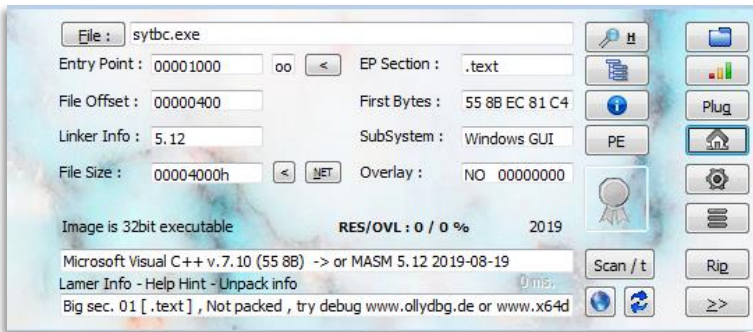 File : sytbc.exe H
Entry Point : 00001000 oo < EP Section : .text
File Offset : 00000400 First Bytes : 55 8B EC 81 C4 Plug
Linker Info : 5.12 SubSystem : Windows GUI PE
File Size : 00004000h < NET Overlay : NO 00000000
Image is 32bit executable RES/OVL : 0 / 0 % 2019
Microsoft Visual C++ v.7.10 (55 8B) -> or MASM 5.12 2019-08-19 Scan / t Rip
Lamer Info - Help Hint - Unpack info 0 ms.
Big sec. 01 [ .text ] , Not packed , try debug www.ollydbg.de or www.x64d >>